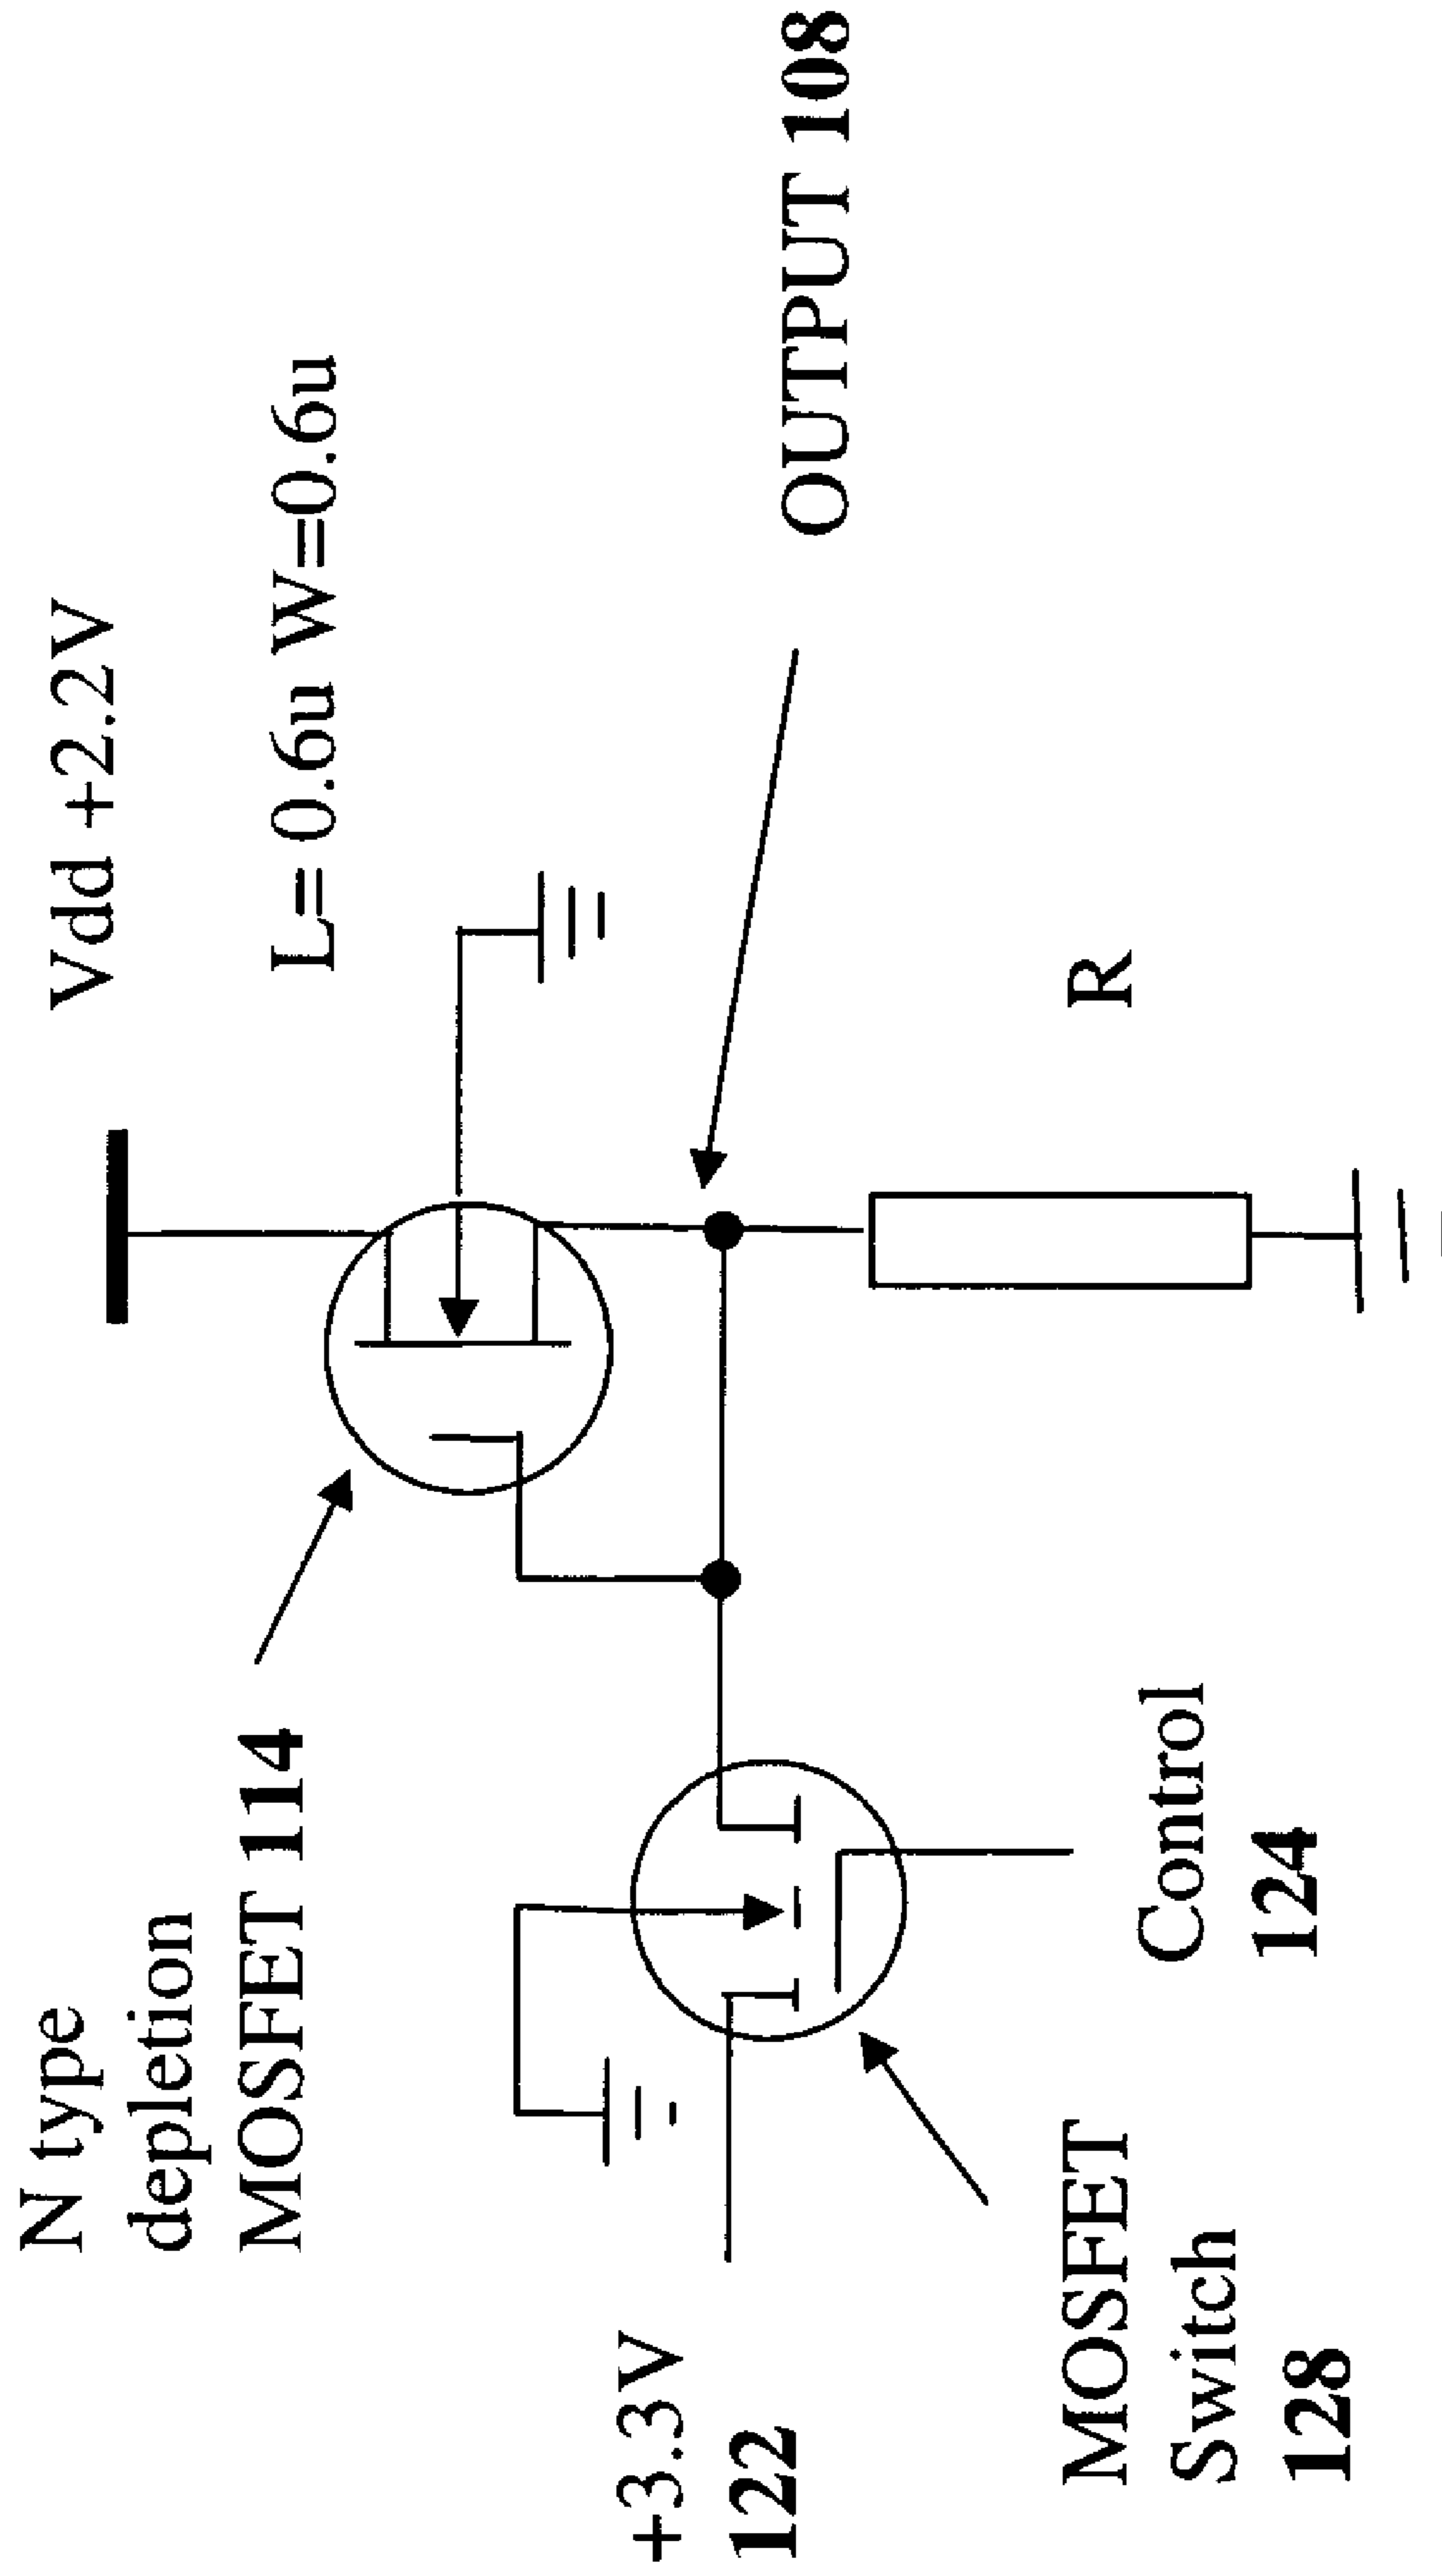 Vdd +2.2V
N type
depletion
MOSFET 114
L= 0.6u W=0.6u
+3.3V
122
OUTPUT 108
MOSFET
Switch
128
Control
124
R